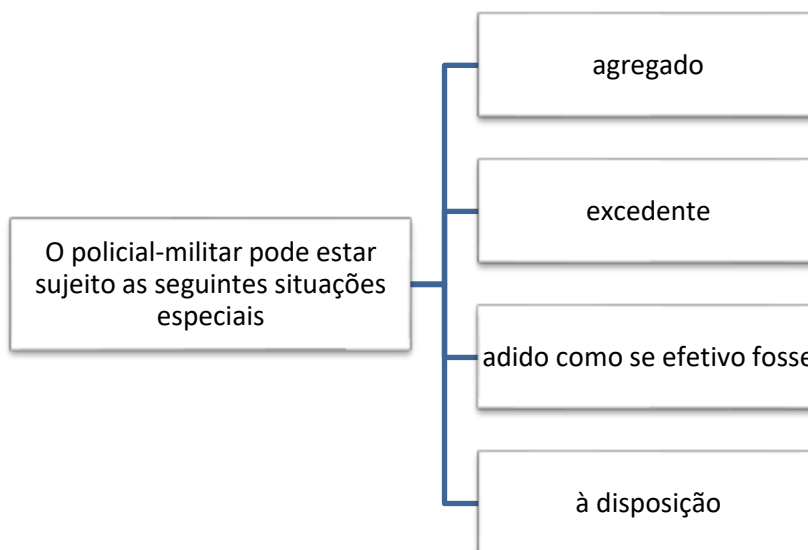 O policial-militar pode estar
sujeito as seguintes situações
especiais
agregado
excedente
adido como se efetivo fosse
à disposição